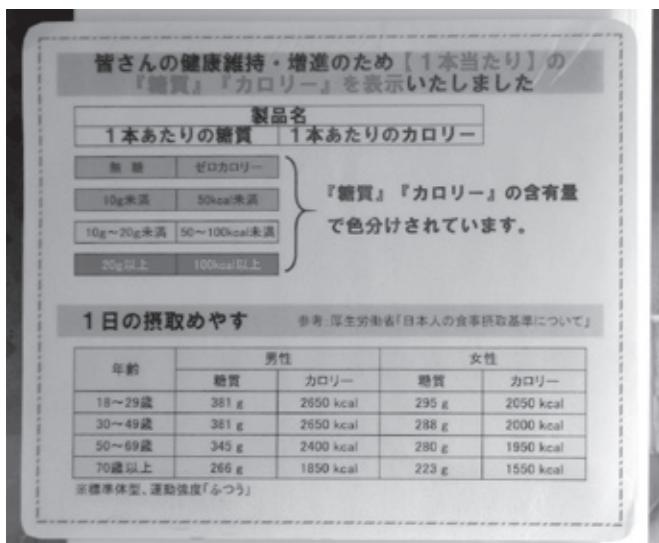 皆さんの健康維持・増進のため【1本当たり】の
『糖質』『カロリー』を表示いたしました
製品名
1本あたりの糖質 1本あたりのカロリー
無糖 ゼロカロリー
10g未満 50kcal未満
10g〜20g未満 50〜100kcal未満
20g以上 100kcal以上
『糖質』『カロリー』の含有量
で色分けされています。
1日の摂取めやす 参考:厚生労働省「日本人の食事摂取基準について」
年齢 男性 女性
糖質 カロリー 糖質 カロリー
18〜29歳 381g 2650 kcal 295g 2050 kcal
30〜49歳 381g 2650 kcal 288g 2000 kcal
50〜69歳 345g 2400 kcal 280g 1950 kcal
70歳以上 266g 1850 kcal 223g 1550 kcal
※標準体型、運動強度「ふつう」